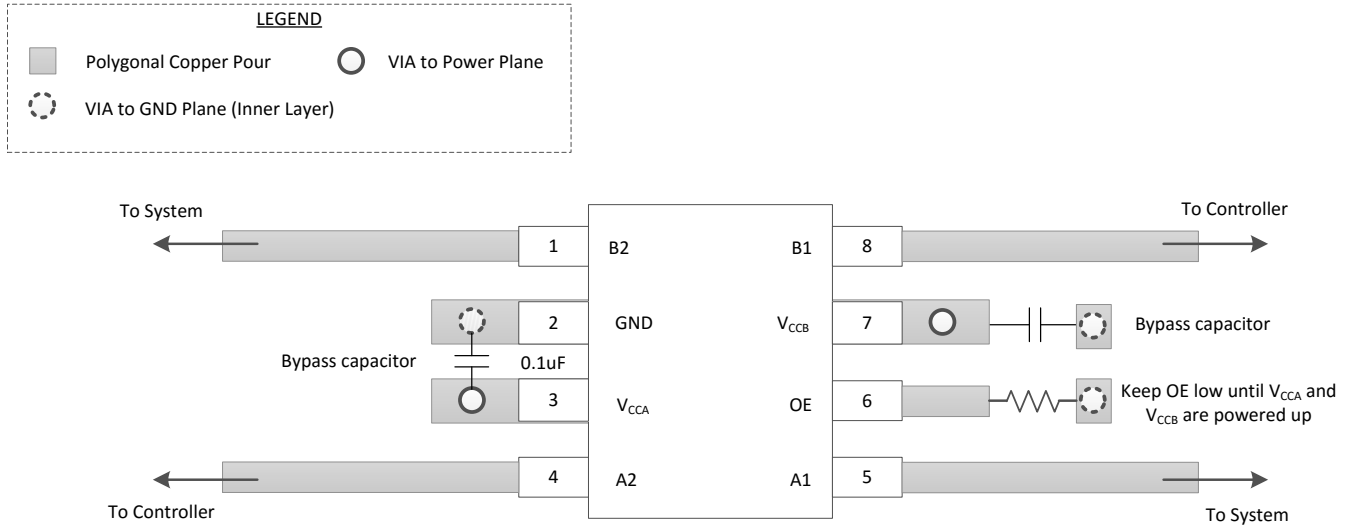 LEGEND
Polygonal Copper Pour
VIA to Power Plane
VIA to GND Plane (Inner Layer)
To System
To Controller
1
B2
B1
8
2
GND
VCCB
7
Bypass capacitor
Bypass capacitor
0.1uF
3
VCCA
OE
6
Keep OE low until VCCA and
VCCB are powered up
4
A2
A1
5
To Controller
To System